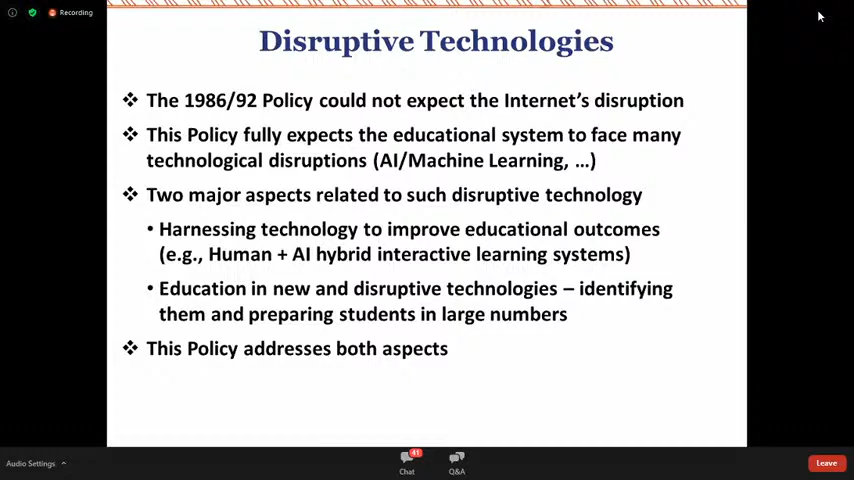 Recording
Disruptive Technologies
❖ The 1986/92 Policy could not expect the Internet’s disruption
❖ This Policy fully expects the educational system to face many
technological disruptions (AI/Machine Learning, …)
❖ Two major aspects related to such disruptive technology
• Harnessing technology to improve educational outcomes
(e.g., Human + AI hybrid interactive learning systems)
• Education in new and disruptive technologies – identifying
them and preparing students in large numbers
❖ This Policy addresses both aspects
Audio Settings
41
Chat
Q&A
Leave